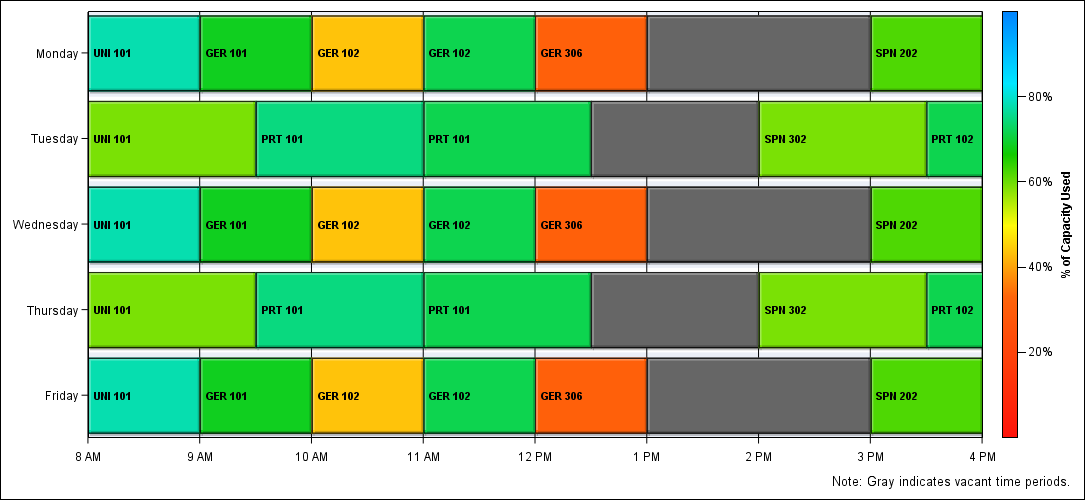 Monday
UNI 101
GER 101
GER 102
GER 102
GER 306
SPN 202
Tuesday
UNI 101
PRT 101
PRT 101
SPN 302
PRT 102
Wednesday
UNI 101
GER 101
GER 102
GER 102
GER 306
SPN 202
Thursday
UNI 101
PRT 101
PRT 101
SPN 302
PRT 102
Friday
UNI 101
GER 101
GER 102
GER 102
GER 306
SPN 202
8 AM
9 AM
10 AM
11 AM
12 PM
1 PM
2 PM
3 PM
4 PM
80%
60%
40%
20%
% of Capacity Used
Note: Gray indicates vacant time periods.